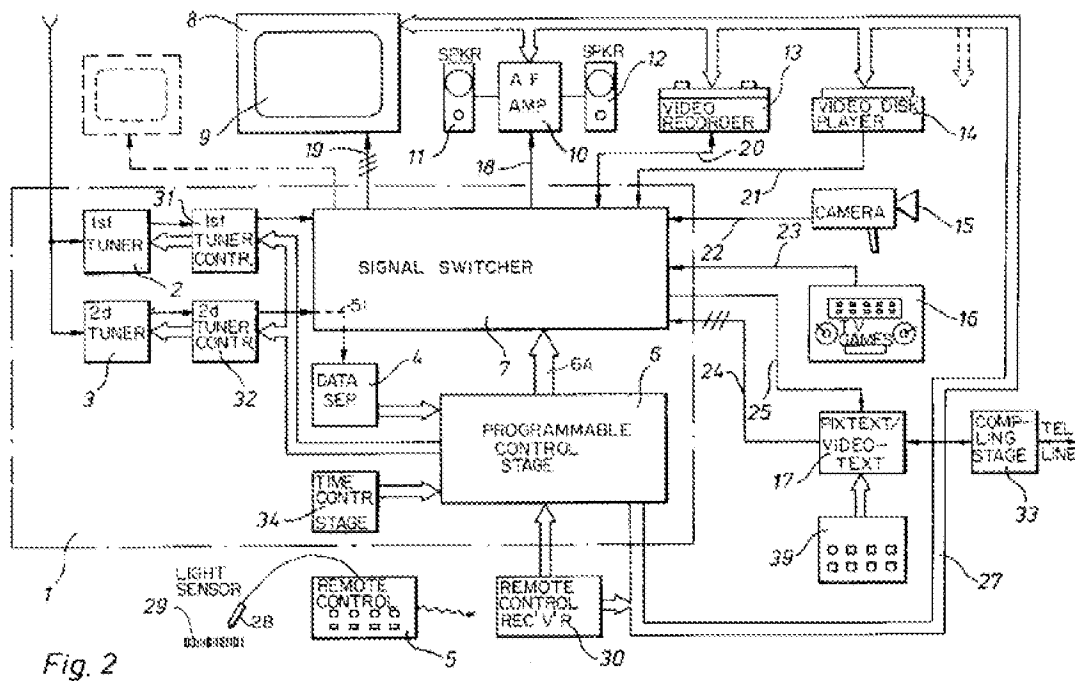 8
9
SPKR
11
A F
AMP
10
SPKR
12
13
VIDEO
RECORDER
VIDEO DISK
PLAYER
14
19
18
20
21
31
1st
TUNER
2
1st
TUNER
CONTR.
SIGNAL SWITCHER
7
CAMERA
15
22
23
2d
TUNER
3
2d
TUNER
CONTR.
32
51
DATA
SEP.
4
6A
6
TV
GAMES
16
24
25
PROGRAMMABLE
CONTROL
STAGE
PIXTEXT/
VIDEO-
TEXT
17
COMP-
LING
STAGE
33
TEL
LINE
TIME
CONTR.
STAGE
34
39
27
1
LIGHT
SENSOR
29
28
REMOTE
CONTROL
5
REMOTE
CONTROL
REC'V'R
30
Fig. 2